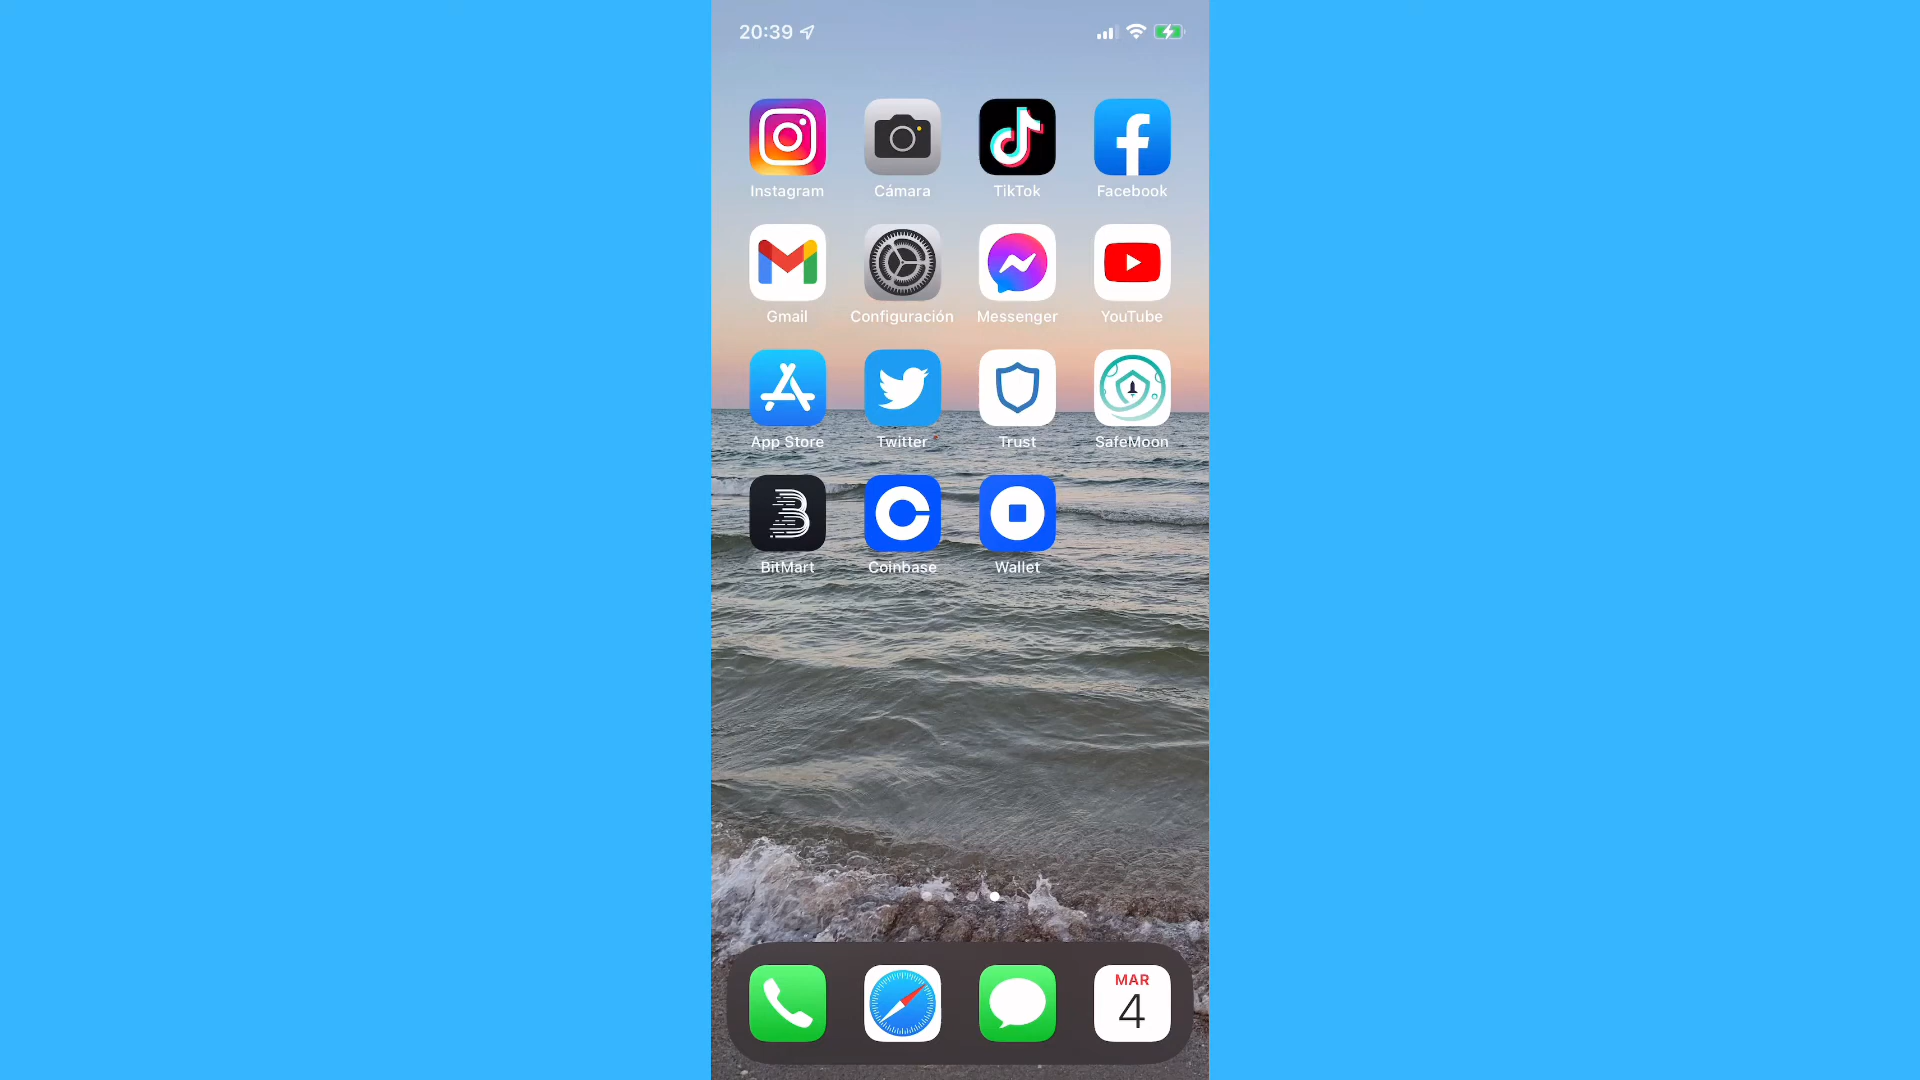 20:39
Instagram Cámara TikTok Facebook
Gmail Configuración Messenger YouTube
App Store Twitter Trust SafeMoon
BitMart Coinbase Wallet
MAR
4